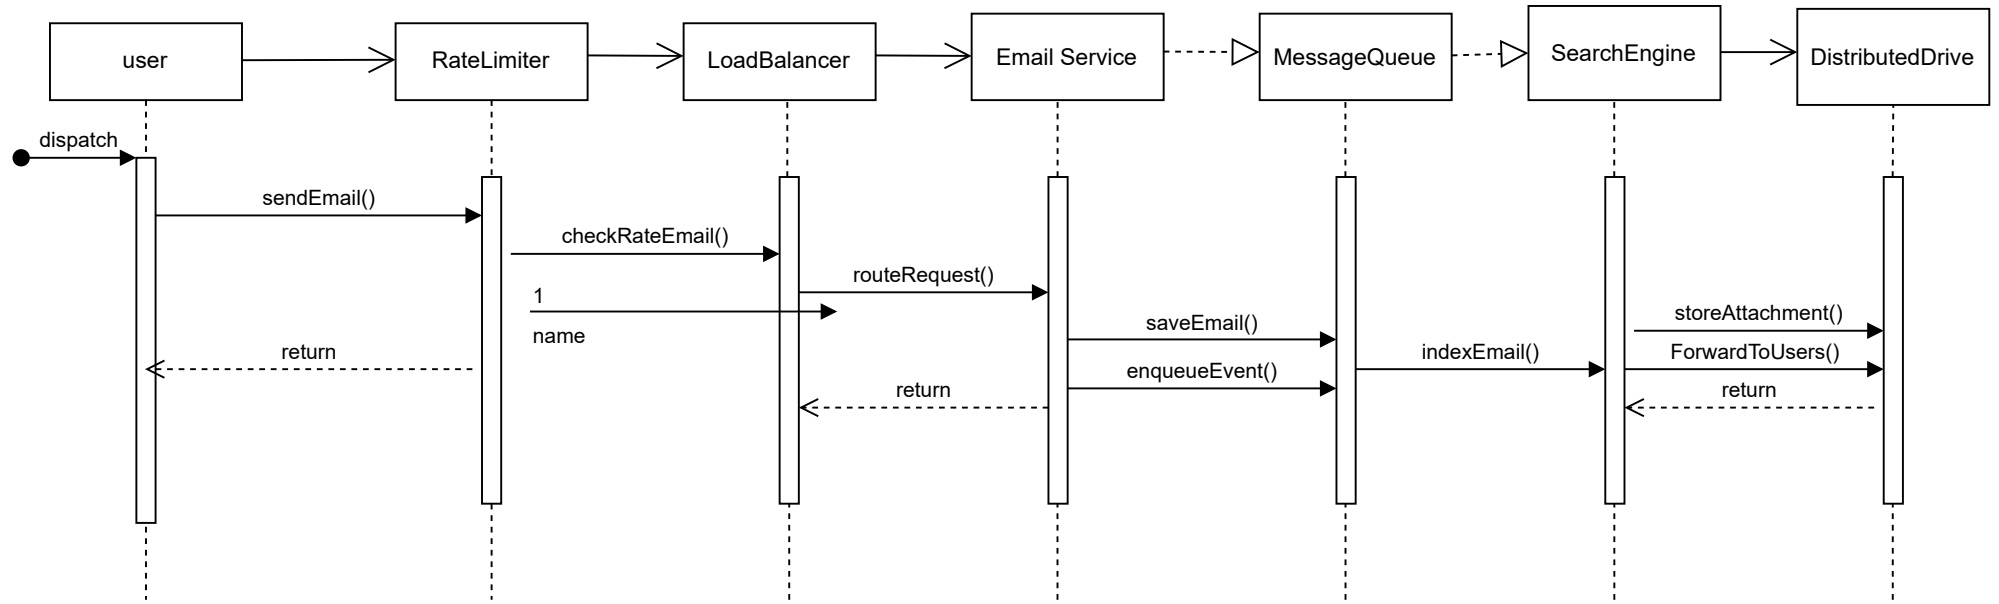 user
RateLimiter
LoadBalancer
Email Service
MessageQueue
SearchEngine
DistributedDrive
dispatch
sendEmail()
checkRateEmail()
routeRequest()
1
name
saveEmail()
storeAttachment()
return
indexEmail()
ForwardToUsers()
enqueueEvent()
return
return